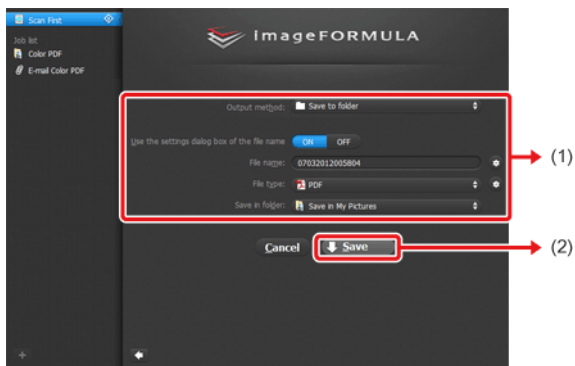 Scan First
Job list
Color PDF
E-mail Color PDF
imageFORMULA
Output method: Save to folder
Use the settings dialog box of the file name ON OFF
File name: 07032012005804
File type: PDF
Save in folder: Save in My Pictures
Cancel Save
(1)
(2)